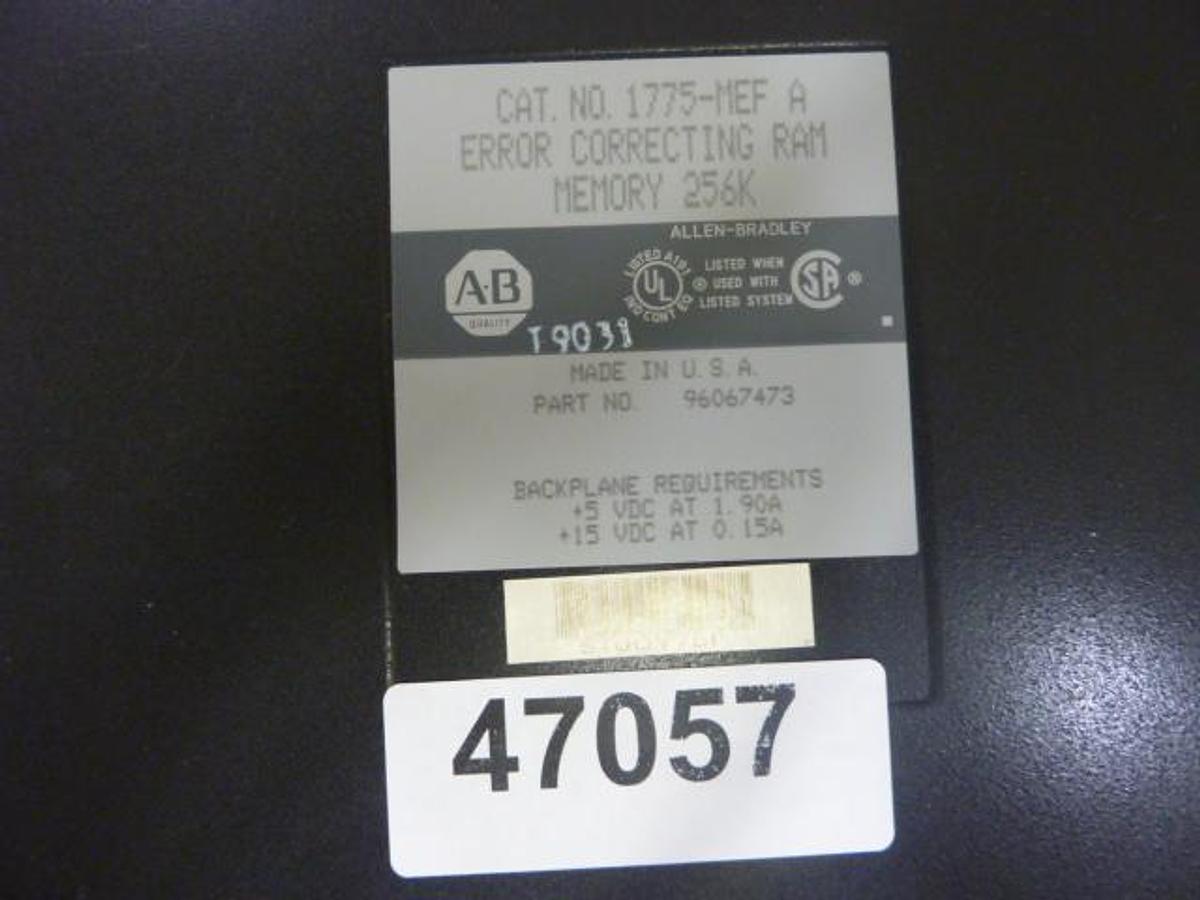 CAT. NO. 1775-MEF A
ERROR CORRECTING RAM
MEMORY 256K
ALLEN-BRADLEY
A·B
QUALITY
LISTED A191
UL
IND CONT EQ
®
LISTED WHEN
USED WITH
LISTED SYSTEM
SA
®
MADE IN U.S.A.
PART NO. 96067473
BACKPLANE REQUIREMENTS
+5 VDC AT 1.90A
+15 VDC AT 0.15A
47057